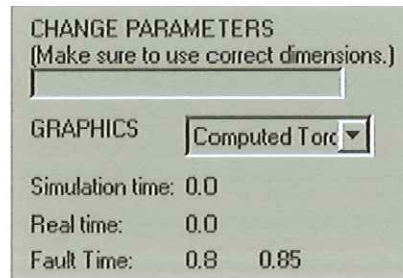 CHANGE PARAMETERS
(Make sure to use correct dimensions.)
GRAPHICS Computed Torc
Simulation time: 0.0
Real time: 0.0
Fault Time: 0.8 0.85